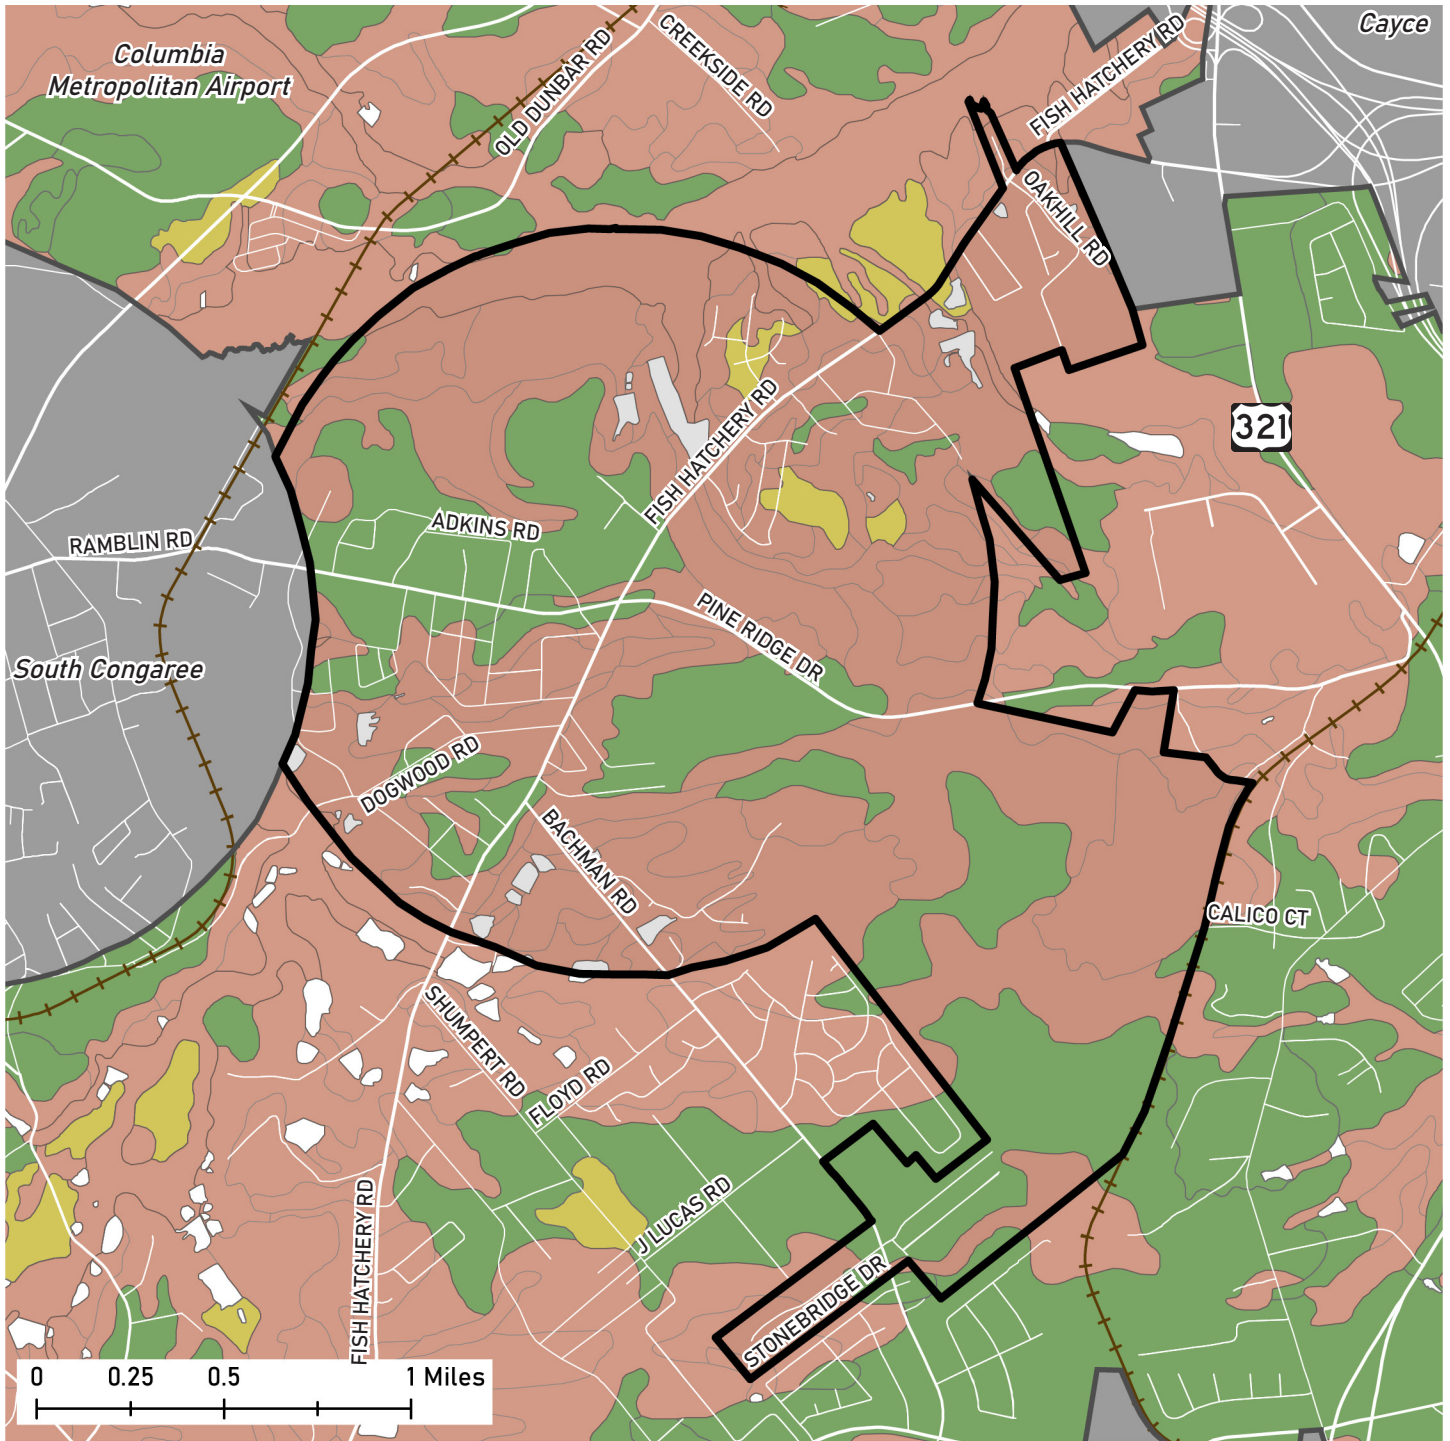 Columbia
Metropolitan Airport
OLD DUNBAR RD
CREEKSIDE RD
FISH HATCHERY RD
Cayce
OAKHILL RD
321
FISH HATCHERY RD
ADKINS RD
RAMBLIN RD
PINE RIDGE DR
South Congaree
DOGWOOD RD
BACHMAN RD
CALICO CT
SHUMPERT RD
FLOYD RD
J LUCAS RD
FISH HATCHERY RD
STONEBRIDGE DR
0 0.25 0.5 1 Miles